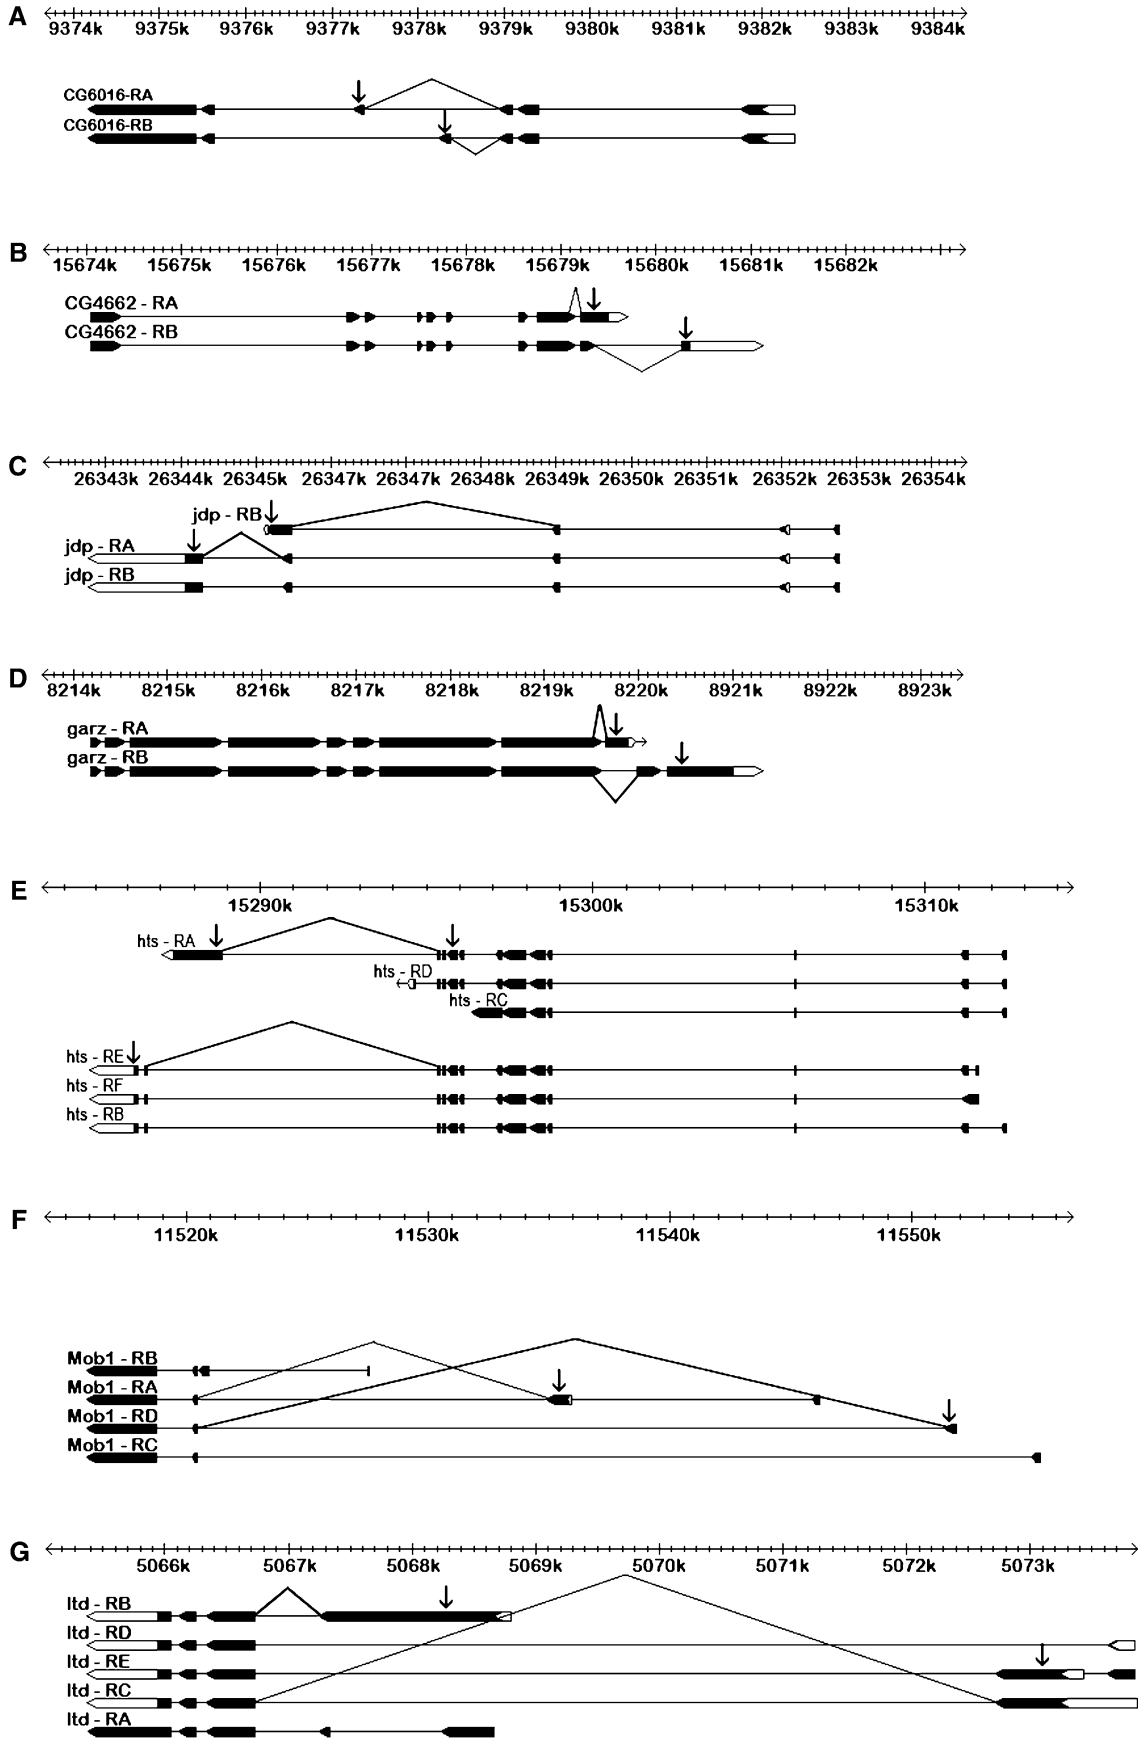 A
9374k 9375k 9376k 9377k 9378k 9379k 9380k 9381k 9382k 9383k 9384k
CG6016-RA
CG6016-RB
B
15674k 15675k 15676k 15677k 15678k 15679k 15680k 15681k 15682k
CG4662 - RA
CG4662 - RB
C
26343k 26344k 26345k 26347k 26347k 26348k 26349k 26350k 26351k 26352k 26353k 26354k
jdp - RB
jdp - RA
jdp - RB
D
8214k 8215k 8216k 8217k 8218k 8219k 8220k 8921k 8922k 8923k
garz - RA
garz - RB
E
15290k 15300k 15310k
hts - RA
hts - RD
hts - RC
hts - RE
hts - RF
hts - RB
F
11520k 11530k 11540k 11550k
Mob1 - RB
Mob1 - RA
Mob1 - RD
Mob1 - RC
G
5066k 5067k 5068k 5069k 5070k 5071k 5072k 5073k
ltd - RB
ltd - RD
ltd - RE
ltd - RC
ltd - RA